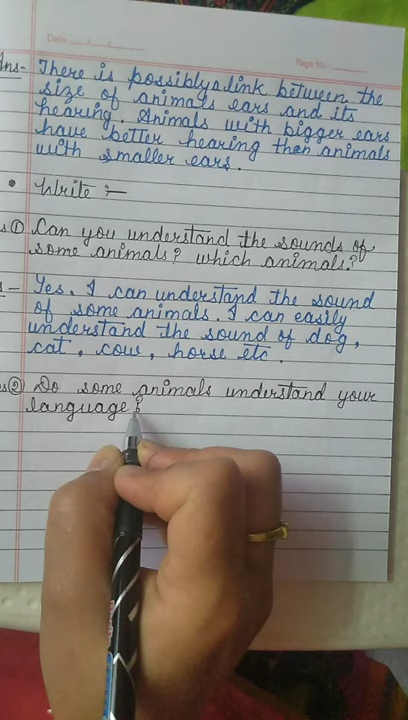 Date
Page No.
Ans- There is possibly a link between the
size of animals ears and its
hearing. Animals with bigger ears
have better hearing than animals
with smaller ears.
• Write :-
s① Can you understand the sounds of
some animals? which animals?
s- Yes. I can understand the sound
of some animals. I can easily
understand the sound of dog,
cat, cow, horse etc.
s② Do some animals understand your
language?